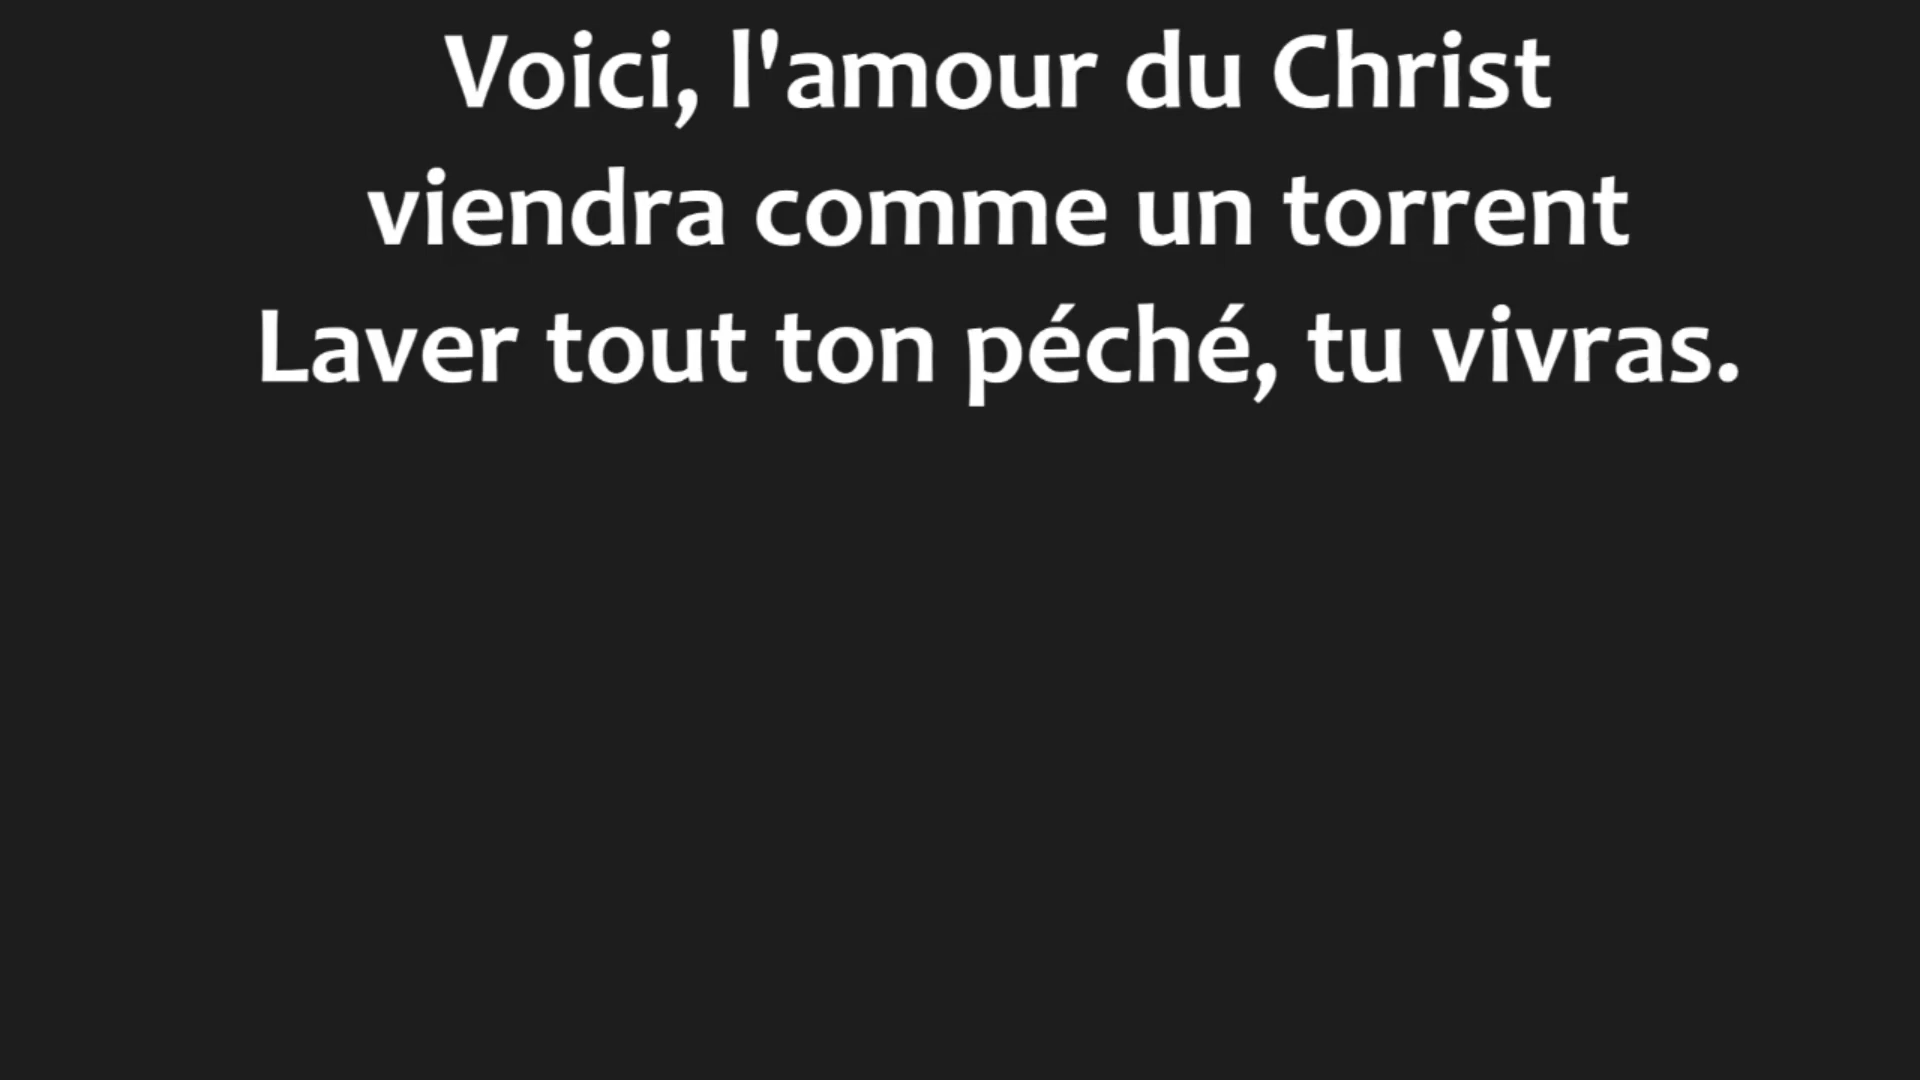 Voici, l'amour du Christ
viendra comme un torrent
Laver tout ton péché, tu vivras.